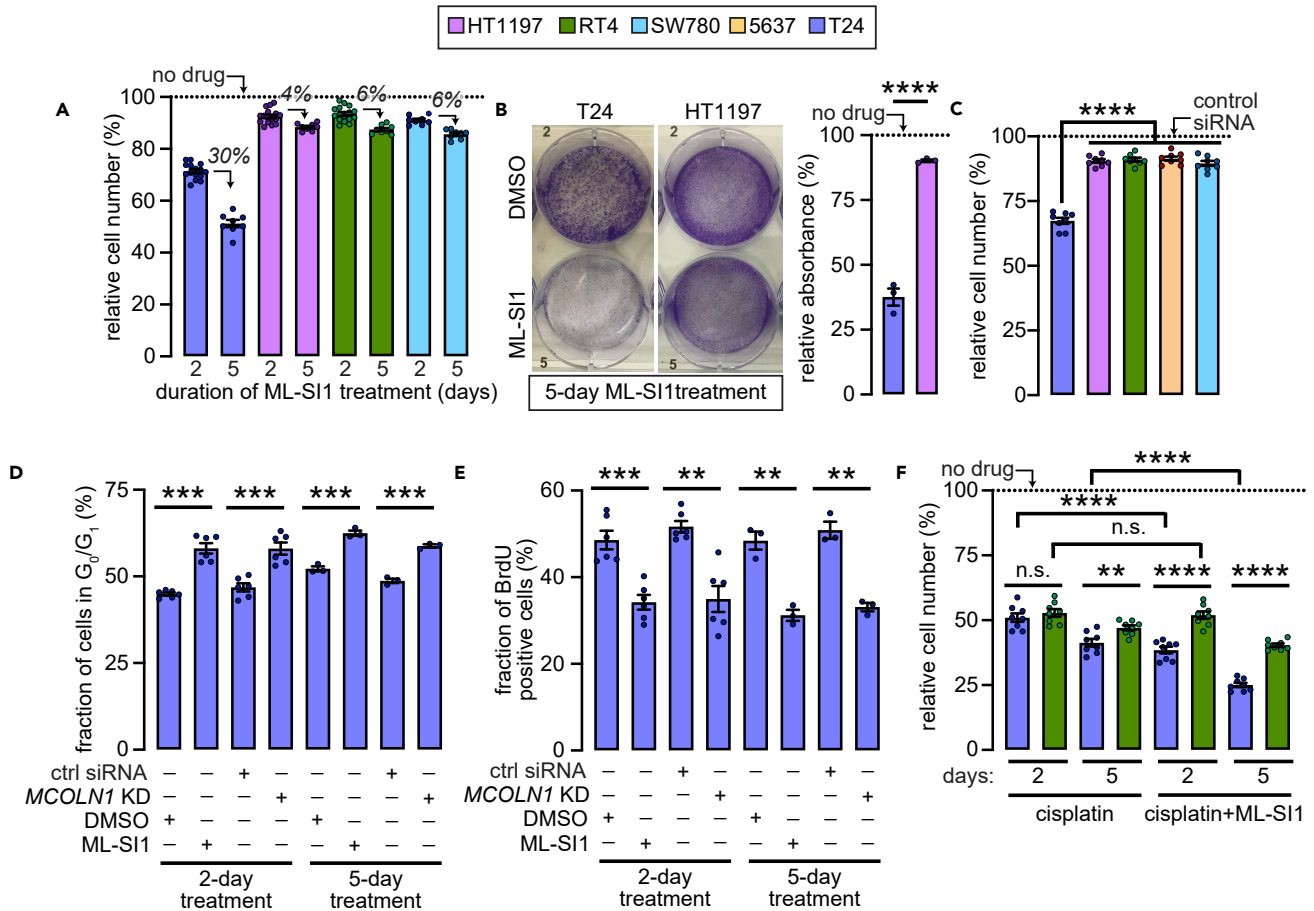 HT1197 RT4 SW780 5637 T24
A
no drug
4%
6%
6%
30%
relative cell number (%)
100
80
60
40
20
0
2 5 2 5 2 5 2 5
duration of ML-SI1 treatment (days)
B
T24 HT1197
DMSO
ML-SI1
2
2
5
5
5-day ML-SI1treatment
****
no drug
relative absorbance (%)
100
75
50
25
0
C
****
control
siRNA
relative cell number (%)
100
75
50
25
0
D
*** *** *** ***
fraction of cells in G0/G1 (%)
75
50
25
0
ctrl siRNA – – + – – – + –
MCOLN1 KD – – – + – – – +
DMSO + – – – + – – –
ML-SI1 – + – – – + – –
2-day
treatment
5-day
treatment
E
*** ** ** **
fraction of BrdU
positive cells (%)
60
40
20
0
ctrl siRNA – – + – – – + –
MCOLN1 KD – – – + – – – +
DMSO + – – – + – – –
ML-SI1 – + – – – + – –
2-day
treatment
5-day
treatment
F
no drug
****
****
n.s.
n.s. ** **** ****
relative cell number (%)
100
75
50
25
0
days: 2 5 2 5
cisplatin cisplatin+ML-SI1